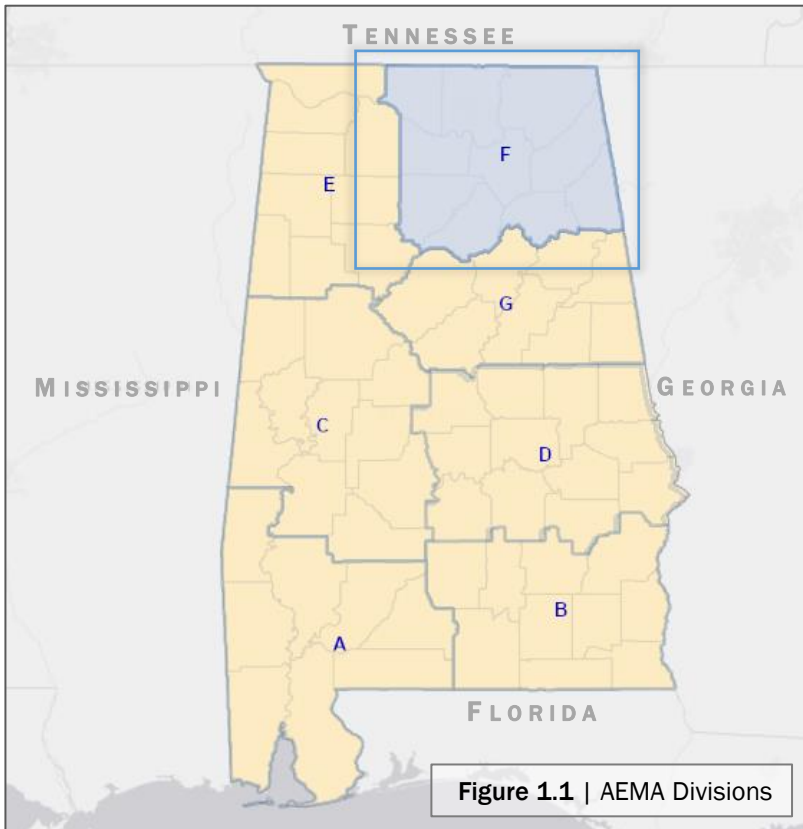 TENNESSEE
F
E
G
MISSISSIPPI
GEORGIA
C
D
B
A
FLORIDA
Figure 1.1 | AEMA Divisions